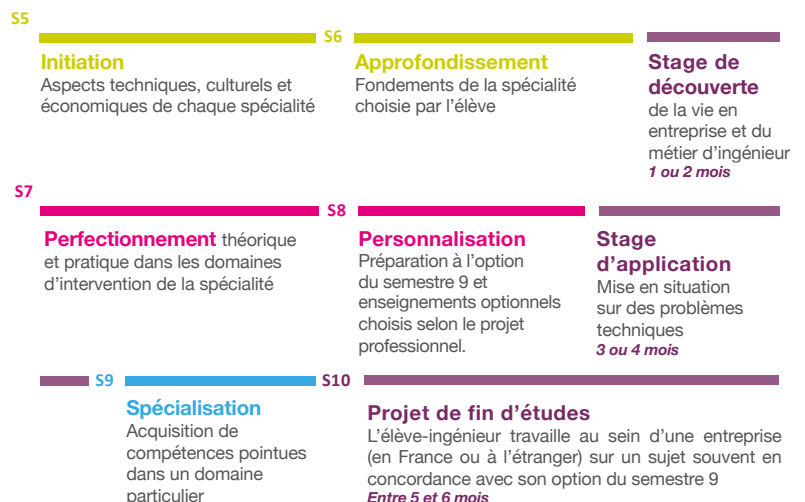 S5
S6
Initiation
Aspects techniques, culturels et
économiques de chaque spécialité
Approfondissement
Fondements de la spécialité
choisie par l'élève
Stage de
découverte
de la vie en
entreprise et du
métier d'ingénieur
1 ou 2 mois
S7
S8
Perfectionnement théorique
et pratique dans les domaines
d'intervention de la spécialité
Personnalisation
Préparation à l'option
du semestre 9 et
enseignements optionnels
choisis selon le projet
professionnel.
Stage
d'application
Mise en situation
sur des problèmes
techniques
3 ou 4 mois
S9
S10
Spécialisation
Acquisition de
compétences pointues
dans un domaine
particulier
Projet de fin d'études
L'élève-ingénieur travaille au sein d'une entreprise
(en France ou à l'étranger) sur un sujet souvent en
concordance avec son option du semestre 9
Entre 5 et 6 mois